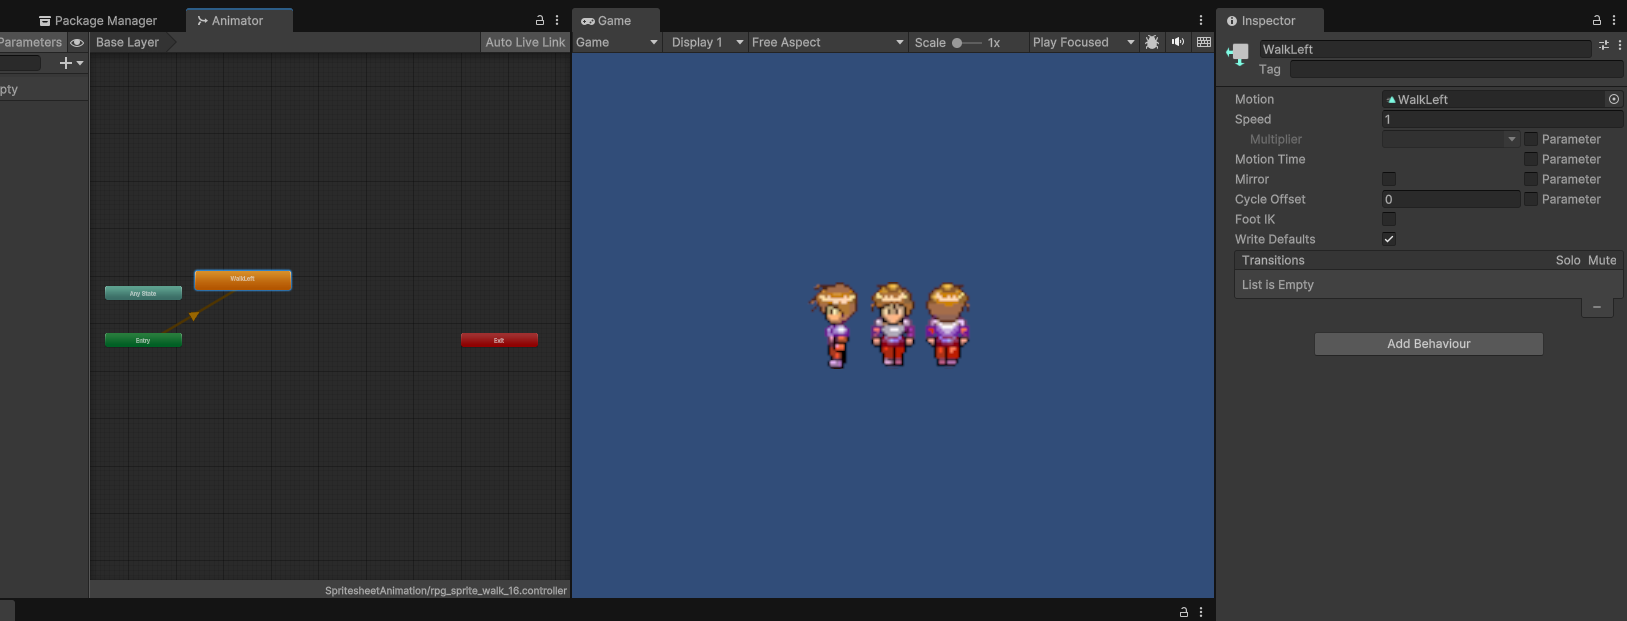 Package Manager
Animator
Game
Inspector
Parameters
Base Layer
Auto Live Link
Game
Display 1
Free Aspect
Scale
1x
Play Focused
WalkLeft
Tag
pty
Motion
WalkLeft
Speed
1
Multiplier
Parameter
Motion Time
Parameter
Mirror
Parameter
Cycle Offset
0
Parameter
Foot IK
Write Defaults
Transitions
Solo Mute
List is Empty
WalkLeft
Any State
Entry
Exit
Add Behaviour
SpritesheetAnimation/rpg_sprite_walk_16.controller